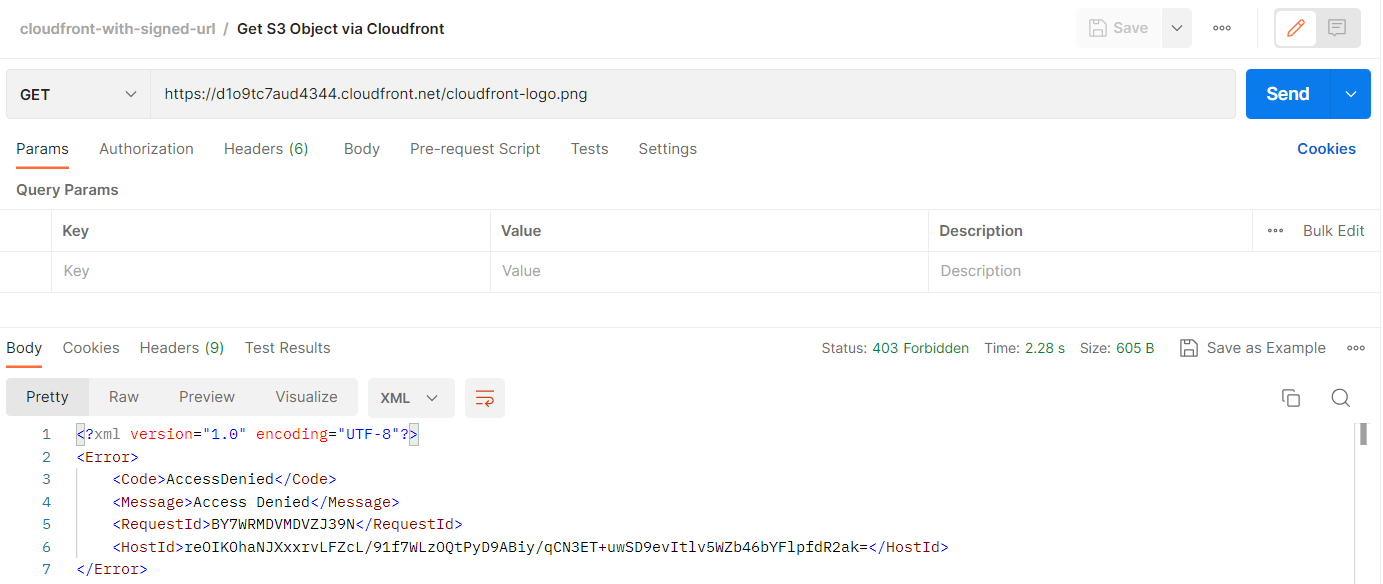 cloudfront-with-signed-url / Get S3 Object via Cloudfront Save
GET https://d1o9tc7aud4344.cloudfront.net/cloudfront-logo.png Send
Params Authorization Headers (6) Body Pre-request Script Tests Settings Cookies
Query Params
Key Value Description Bulk Edit
Key Value Description
Body Cookies Headers (9) Test Results Status: 403 Forbidden Time: 2.28 s Size: 605 B Save as Example
Pretty Raw Preview Visualize XML
1 <?xml version="1.0" encoding="UTF-8"?>
2 <Error>
3 <Code>AccessDenied</Code>
4 <Message>Access Denied</Message>
5 <RequestId>BY7WRMDVMDVZJ39N</RequestId>
6 <HostId>reOIKOhaNJXxxrvLFZcL/91f7WLzOQtPyD9ABiy/qCN3ET+uwSD9evItlv5WZb46bYFlpfdR2ak=</HostId>
7 </Error>